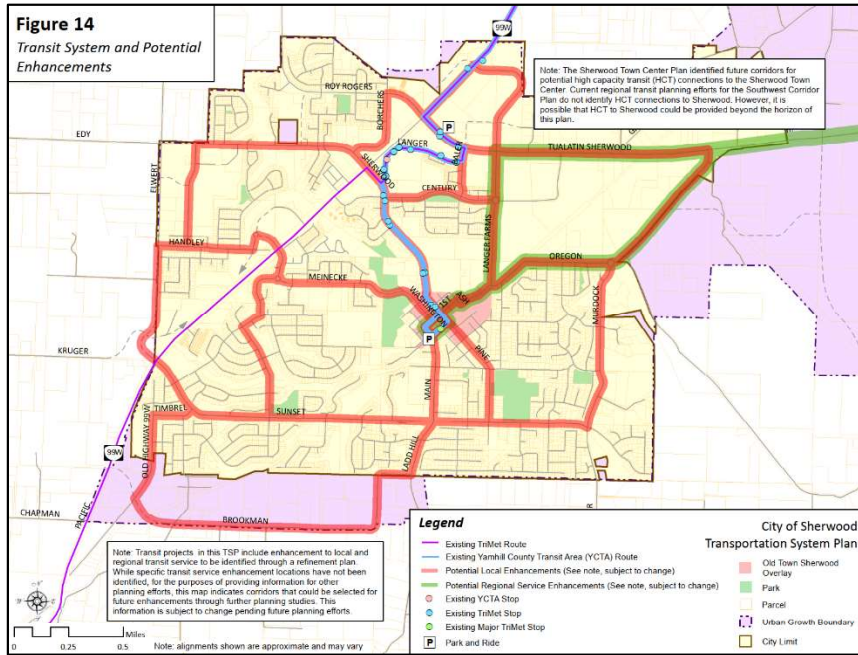 Figure 14
Transit System and Potential
Enhancements
99W
Note: The Sherwood Town Center Plan identified future corridors for
potential high capacity transit (HCT) connections to the Sherwood Town
Center. Current regional transit planning efforts for the Southwest Corridor
Plan do not identify HCT connections to Sherwood. However, it is
possible that HCT to Sherwood could be provided beyond the horizon of
this plan.
ROY ROGERS
BORCHERS
EDY
P
LANGER
BALER
TUALATIN SHERWOOD
ELWERT
SHERWOOD
CENTURY
LANGER FARMS
HANDLEY
OREGON
MEINECKE
WASHINGTON
1ST
ASH
MURDOCK
P
KRUGER
PINE
MAIN
TIMBREL
SUNSET
OLD HIGHWAY 99W
LADD HILL
99W
PACIFIC
CHAPMAN
BROOKMAN
Note: Transit projects in this TSP include enhancement to local and
regional transit service to be identified through a refinement plan.
While specific transit service enhancement locations have not been
identified, for the purposes of providing information for other
planning efforts, this map indicates corridors that could be selected for
future enhancements through further planning studies. This
information is subject to change pending future planning efforts.
Miles
0 0.25 0.5
Note: alignments shown are approximate and may vary
Legend
Existing TriMet Route
Existing Yamhill County Transit Area (YCTA) Route
Potential Local Enhancements (See note, subject to change)
Potential Regional Service Enhancements (See note, subject to change)
Existing YCTA Stop
Existing TriMet Stop
Existing Major TriMet Stop
P Park and Ride
City of Sherwood
Transportation System Plan
Old Town Sherwood
Overlay
Park
Parcel
Urban Growth Boundary
City Limit